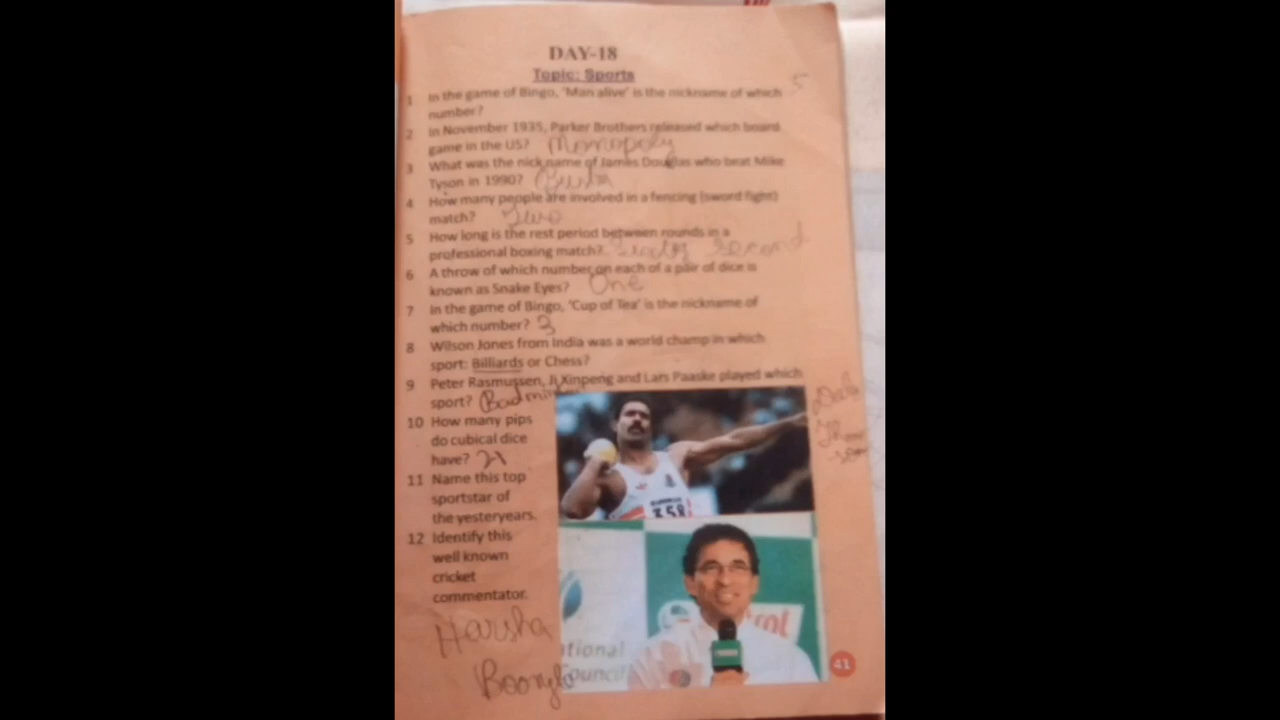 DAY-18
Topic: Sports
1 In the game of Bingo, 'Man alive' is the nickname of which 5
number?
2 In November 1935, Parker Brothers released which board
game in the US? Monopoly
3 What was the nick name of James Douglas who beat Mike
Tyson in 1990?
4 How many people are involved in a fencing (sword fight)
match? Two
5 How long is the rest period between rounds in a
professional boxing match? Sixty Second
6 A throw of which number on each of a pair of dice is
known as Snake Eyes? One
7 In the game of Bingo, 'Cup of Tea' is the nickname of
which number? 3
8 Wilson Jones from India was a world champ in which
sport: Billiards or Chess?
9 Peter Rasmussen, Ji Xinpeng and Lars Paaske played which
sport?
10 How many pips
do cubical dice
have? 21
11 Name this top
sportstar of
the yesteryears.
12 Identify this
well known
cricket
commentator.
Harsha
358
rol
ational
Council
41